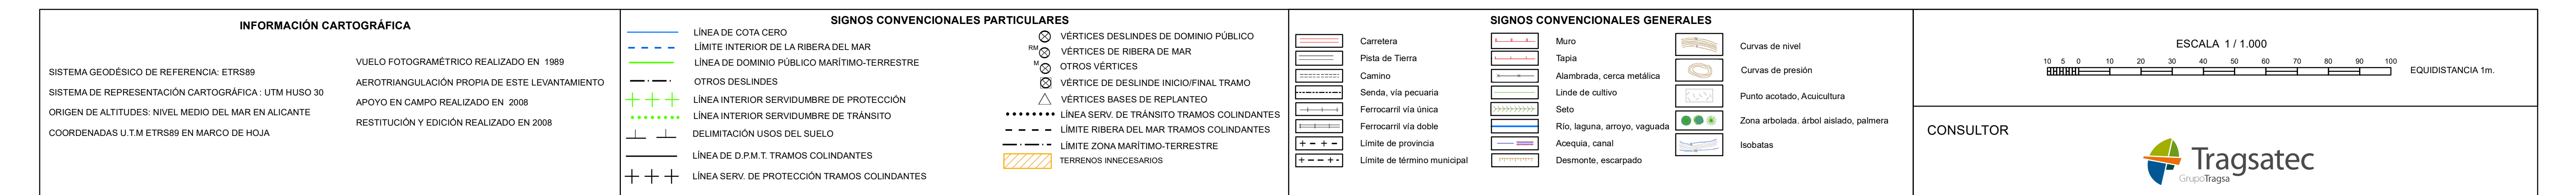 INFORMACIÓN CARTOGRÁFICA
SISTEMA GEODÉSICO DE REFERENCIA: ETRS89
SISTEMA DE REPRESENTACIÓN CARTOGRÁFICA : UTM HUSO 30
ORIGEN DE ALTITUDES: NIVEL MEDIO DEL MAR EN ALICANTE
COORDENADAS U.T.M ETRS89 EN MARCO DE HOJA
VUELO FOTOGRAMÉTRICO REALIZADO EN 1989
AEROTRIANGULACIÓN PROPIA DE ESTE LEVANTAMIENTO
APOYO EN CAMPO REALIZADO EN 2008
RESTITUCIÓN Y EDICIÓN REALIZADO EN 2008
SIGNOS CONVENCIONALES PARTICULARES
LÍNEA DE COTA CERO
LÍMITE INTERIOR DE LA RIBERA DEL MAR
LÍNEA DE DOMINIO PÚBLICO MARÍTIMO-TERRESTRE
OTROS DESLINDES
LÍNEA INTERIOR SERVIDUMBRE DE PROTECCIÓN
LÍNEA INTERIOR SERVIDUMBRE DE TRÁNSITO
DELIMITACIÓN USOS DEL SUELO
LÍNEA DE D.P.M.T. TRAMOS COLINDANTES
LÍNEA SERV. DE PROTECCIÓN TRAMOS COLINDANTES
VÉRTICES DESLINDES DE DOMINIO PÚBLICO
RM VÉRTICES DE RIBERA DE MAR
M OTROS VÉRTICES
VÉRTICE DE DESLINDE INICIO/FINAL TRAMO
VÉRTICES BASES DE REPLANTEO
LÍNEA SERV. DE TRÁNSITO TRAMOS COLINDANTES
LÍMITE RIBERA DEL MAR TRAMOS COLINDANTES
LÍMITE ZONA MARÍTIMO-TERRESTRE
TERRENOS INNECESARIOS
SIGNOS CONVENCIONALES GENERALES
Carretera
Pista de Tierra
Camino
Senda, vía pecuaria
Ferrocarril vía única
Ferrocarril vía doble
Límite de provincia
Límite de término municipal
Muro
Tapia
Alambrada, cerca metálica
Linde de cultivo
Seto
Río, laguna, arroyo, vaguada
Acequia, canal
Desmonte, escarpado
Curvas de nivel
Curvas de presión
Punto acotado, Acuicultura
Zona arbolada. árbol aislado, palmera
Isobatas
ESCALA 1 / 1.000
10 5 0 10 20 30 40 50 60 70 80 90 100
EQUIDISTANCIA 1m.
CONSULTOR
Tragsatec
GrupoTragsa